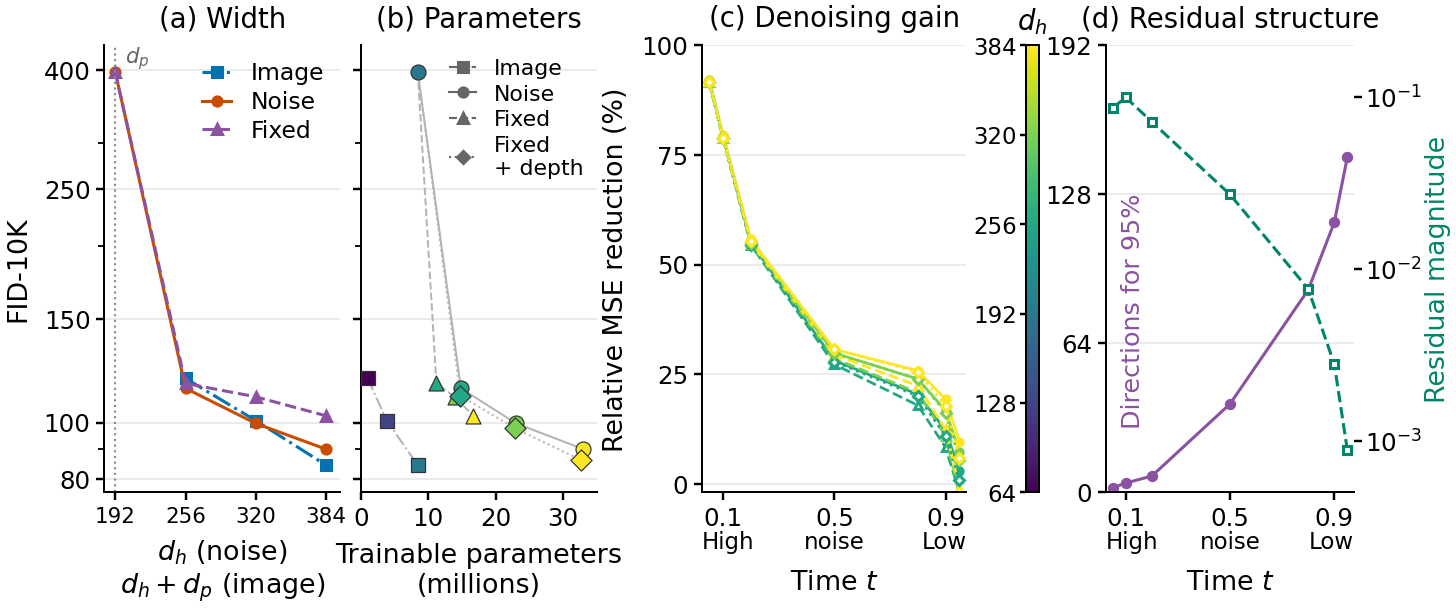 (a) Width
(b) Parameters
(c) Denoising gain
(d) Residual structure
FID-10K
400
250
150
100
80
d_p
Image
Noise
Fixed
192
256
320
384
d_h (noise)
d_h + d_p (image)
Image
Noise
Fixed
Fixed
+ depth
0
10
20
30
Trainable parameters
(millions)
Relative MSE reduction (%)
100
75
50
25
0
0.1
High
0.5
noise
0.9
Low
Time t
d_h
384
320
256
192
128
64
Directions for 95%
192
128
64
0
0.1
High
0.5
noise
0.9
Low
Time t
10⁻¹
10⁻²
10⁻³
Residual magnitude